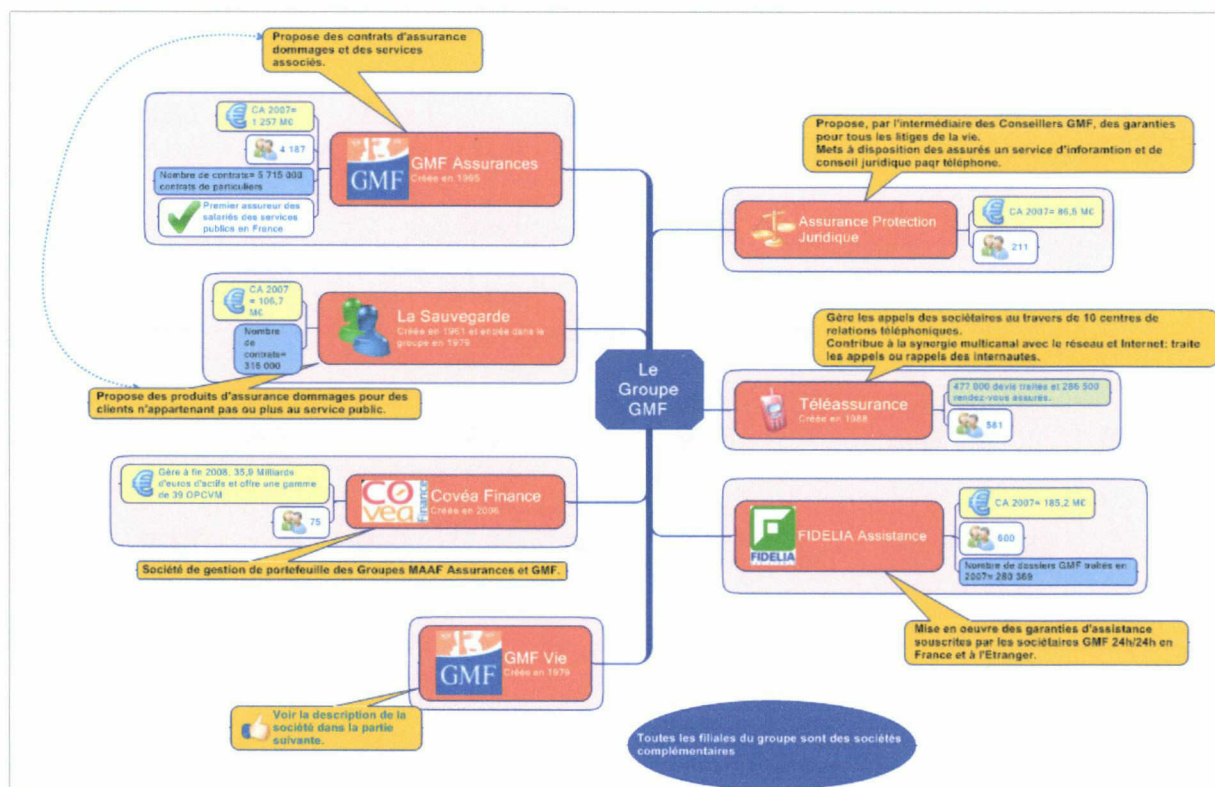 Propose des contrats d'assurance
dommages et des services
associés.
CA 2007=
1 257 M€
4 187
Nombre de contrats= 5 715 000
contrats de particuliers
Premier assureur des
salariés des services
publics en France
GMF
GMF Assurances
Créée en 1995
CA 2007
= 106,7
M€
Nombre
de
contrats=
315 000
La Sauvegarde
Créée en 1961 et entrée dans le
groupe en 1979
Propose des produits d'assurance dommages pour des
clients n'appartenant pas ou plus au service public.
Gère à fin 2008, 35,9 Milliards
d'euros d'actifs et offre une gamme
de 39 OPCVM
75
covéa
Finance
Covéa Finance
Créée en 2006
Société de gestion de portefeuille des Groupes MAAF Assurances et GMF.
GMF
GMF Vie
Créée en 1979
Voir la description de la
société dans la partie
suivante.
Le
Groupe
GMF
Propose, par l'intermédiaire des Conseillers GMF, des garanties
pour tous les litiges de la vie.
Mets à disposition des assurés un service d'inforamtion et de
conseil juridique paqr téléphone.
Assurance Protection
Juridique
CA 2007= 86,5 M€
211
Gère les appels des sociétaires au travers de 10 centres de
relations téléphoniques.
Contribue à la synergie multicanal avec le réseau et Internet: traite
les appels ou rappels des internautes.
Téléassurance
Créée en 1988
477 000 devis traités et 286 500
rendez-vous assurés.
581
FIDELIA
FIDELIA Assistance
CA 2007= 185,2 M€
600
Nombre de dossiers GMF traités en
2007= 280 369
Mise en oeuvre des garanties d'assistance
souscrites par les sociétaires GMF 24h/24h en
France et à l'Etranger.
Toutes les filiales du groupe sont des sociétés
complémentaires